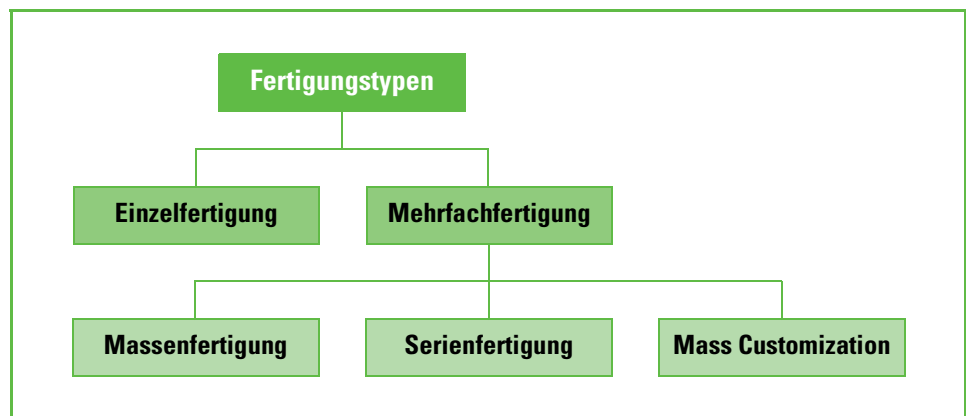 Fertigungstypen
Einzelfertigung
Mehrfachfertigung
Massenfertigung
Serienfertigung
Mass Customization